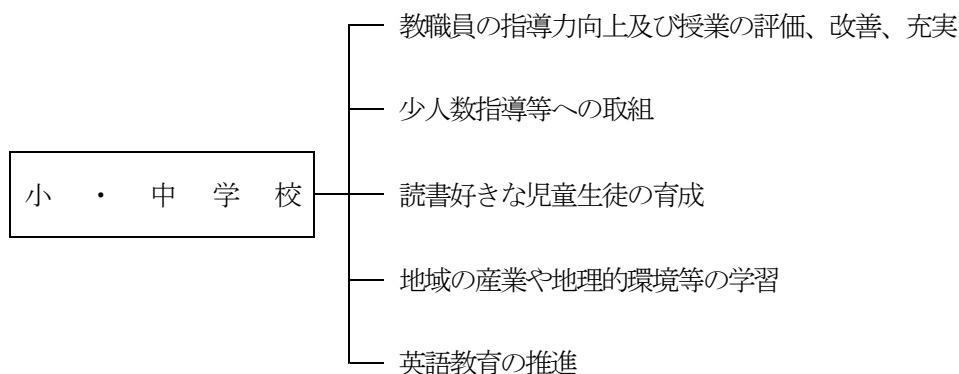 教職員の指導力向上及び授業の評価、改善、充実
少人数指導等への取組
小・中学校
読書好きな児童生徒の育成
地域の産業や地理的環境等の学習
英語教育の推進